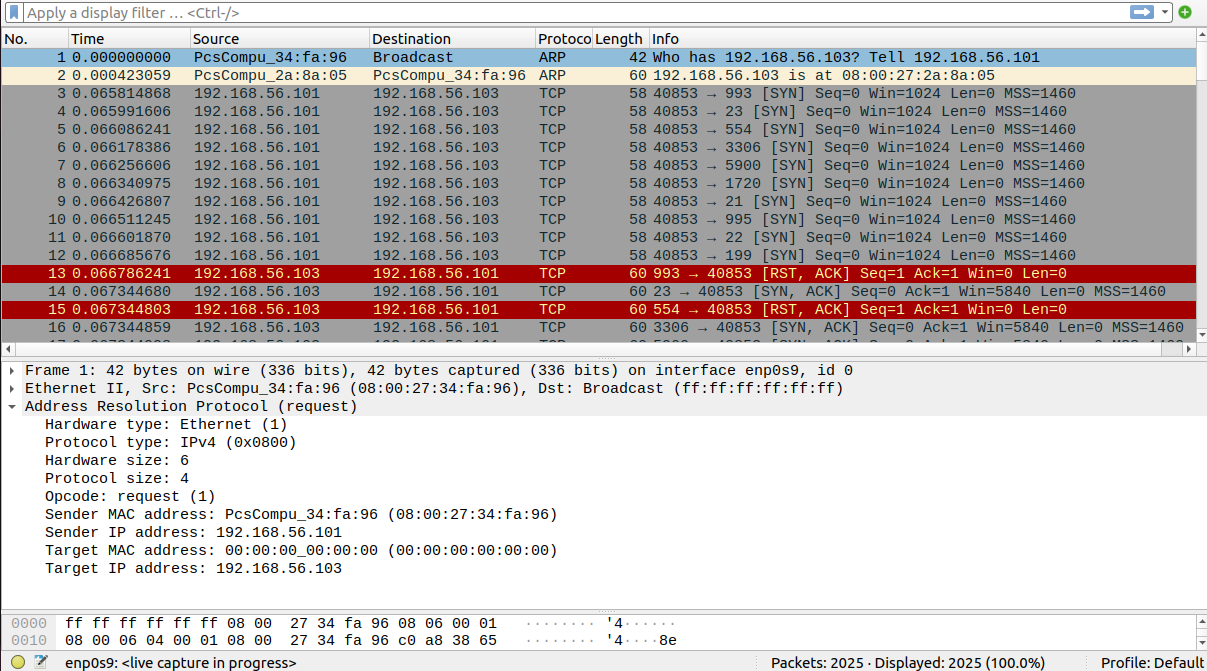 Apply a display filter … <Ctrl-/>
No. Time Source Destination Protoco Length Info
1 0.000000000 PcsCompu_34:fa:96 Broadcast ARP 42 Who has 192.168.56.103? Tell 192.168.56.101
2 0.000423059 PcsCompu_2a:8a:05 PcsCompu_34:fa:96 ARP 60 192.168.56.103 is at 08:00:27:2a:8a:05
3 0.065814868 192.168.56.101 192.168.56.103 TCP 58 40853 → 993 [SYN] Seq=0 Win=1024 Len=0 MSS=1460
4 0.065991606 192.168.56.101 192.168.56.103 TCP 58 40853 → 23 [SYN] Seq=0 Win=1024 Len=0 MSS=1460
5 0.066086241 192.168.56.101 192.168.56.103 TCP 58 40853 → 554 [SYN] Seq=0 Win=1024 Len=0 MSS=1460
6 0.066178386 192.168.56.101 192.168.56.103 TCP 58 40853 → 3306 [SYN] Seq=0 Win=1024 Len=0 MSS=1460
7 0.066256606 192.168.56.101 192.168.56.103 TCP 58 40853 → 5900 [SYN] Seq=0 Win=1024 Len=0 MSS=1460
8 0.066340975 192.168.56.101 192.168.56.103 TCP 58 40853 → 1720 [SYN] Seq=0 Win=1024 Len=0 MSS=1460
9 0.066426807 192.168.56.101 192.168.56.103 TCP 58 40853 → 21 [SYN] Seq=0 Win=1024 Len=0 MSS=1460
10 0.066511245 192.168.56.101 192.168.56.103 TCP 58 40853 → 995 [SYN] Seq=0 Win=1024 Len=0 MSS=1460
11 0.066601870 192.168.56.101 192.168.56.103 TCP 58 40853 → 22 [SYN] Seq=0 Win=1024 Len=0 MSS=1460
12 0.066685676 192.168.56.101 192.168.56.103 TCP 58 40853 → 199 [SYN] Seq=0 Win=1024 Len=0 MSS=1460
13 0.066786241 192.168.56.103 192.168.56.101 TCP 60 993 → 40853 [RST, ACK] Seq=1 Ack=1 Win=0 Len=0
14 0.067344680 192.168.56.103 192.168.56.101 TCP 60 23 → 40853 [SYN, ACK] Seq=0 Ack=1 Win=5840 Len=0 MSS=1460
15 0.067344803 192.168.56.103 192.168.56.101 TCP 60 554 → 40853 [RST, ACK] Seq=1 Ack=1 Win=0 Len=0
16 0.067344859 192.168.56.103 192.168.56.101 TCP 60 3306 → 40853 [SYN, ACK] Seq=0 Ack=1 Win=5840 Len=0 MSS=1460
Frame 1: 42 bytes on wire (336 bits), 42 bytes captured (336 bits) on interface enp0s9, id 0
Ethernet II, Src: PcsCompu_34:fa:96 (08:00:27:34:fa:96), Dst: Broadcast (ff:ff:ff:ff:ff:ff)
Address Resolution Protocol (request)
Hardware type: Ethernet (1)
Protocol type: IPv4 (0x0800)
Hardware size: 6
Protocol size: 4
Opcode: request (1)
Sender MAC address: PcsCompu_34:fa:96 (08:00:27:34:fa:96)
Sender IP address: 192.168.56.101
Target MAC address: 00:00:00_00:00:00 (00:00:00:00:00:00)
Target IP address: 192.168.56.103
0000 ff ff ff ff ff ff 08 00 27 34 fa 96 08 06 00 01 ········ '4······
0010 08 00 06 04 00 01 08 00 27 34 fa 96 c0 a8 38 65 ········ '4····8e
enp0s9: <live capture in progress> Packets: 2025 · Displayed: 2025 (100.0%) Profile: Default